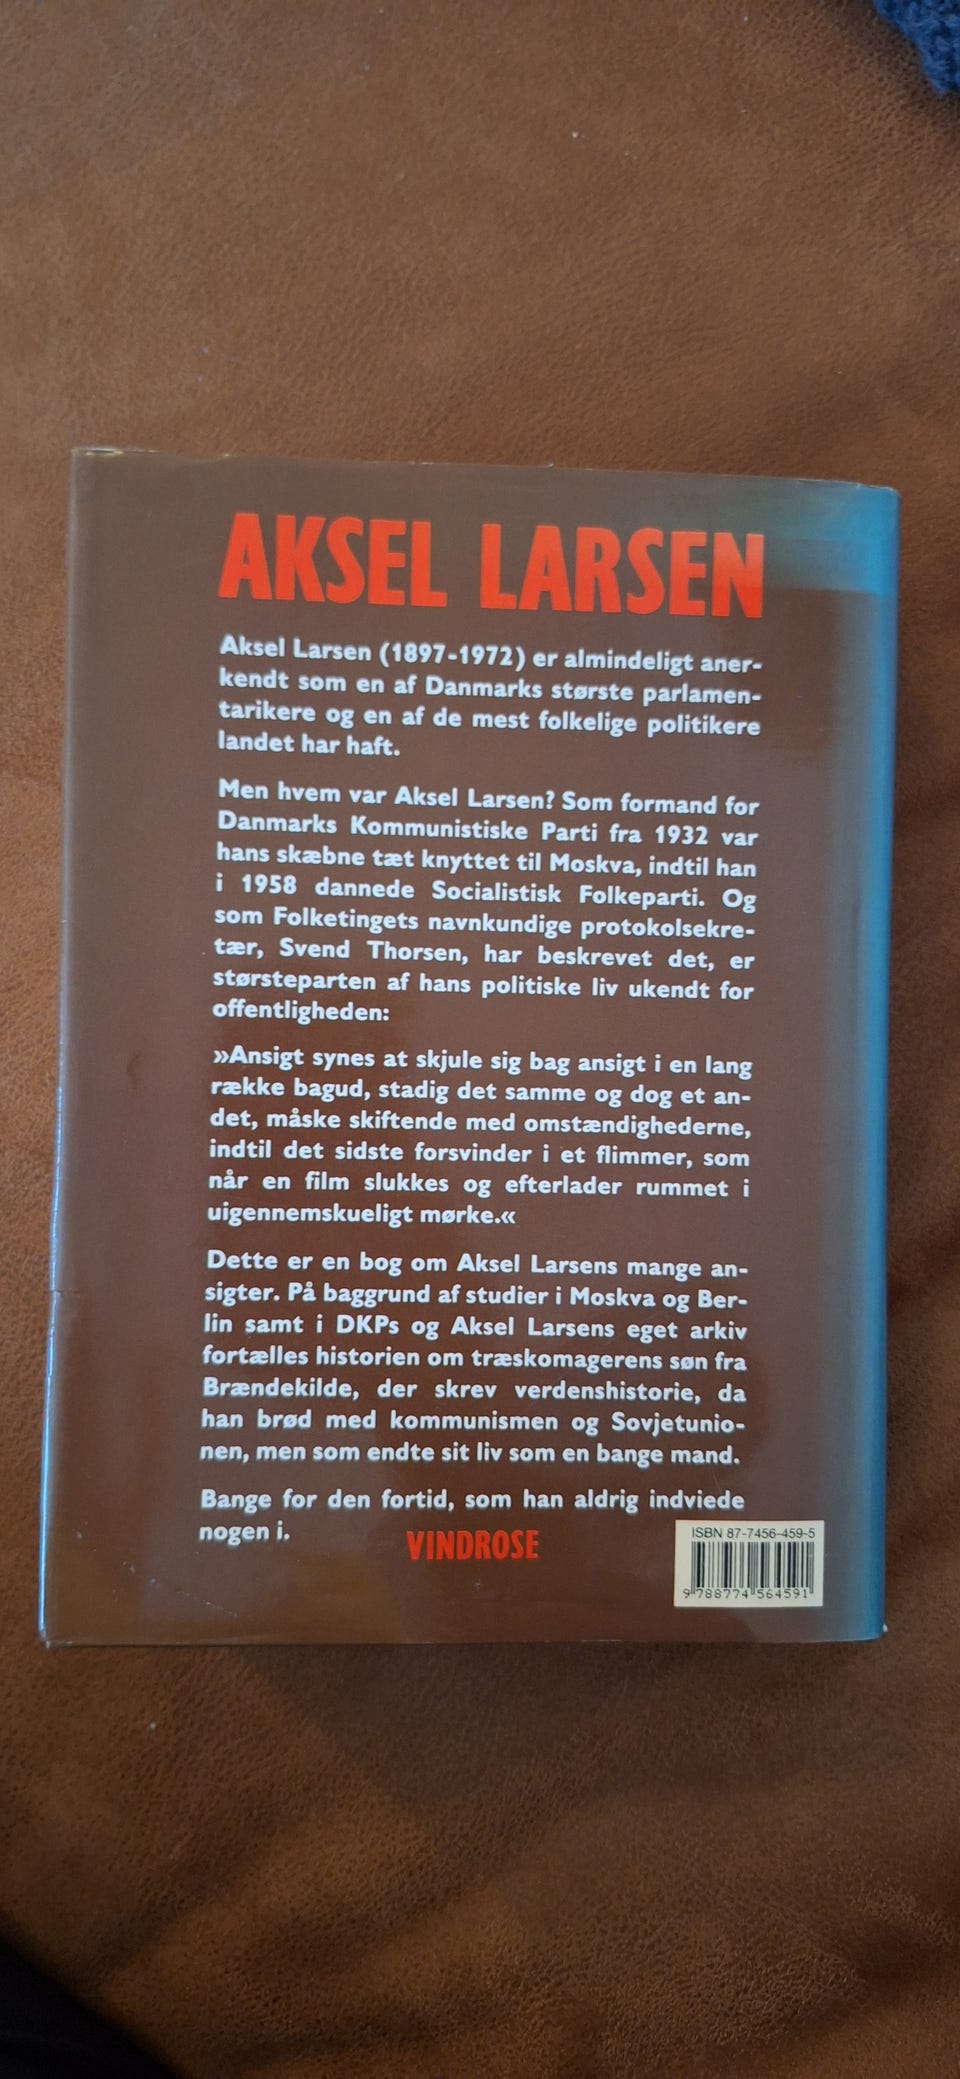 AKSEL LARSEN
Aksel Larsen (1897-1972) er almindeligt aner-
kendt som en af Danmarks største parlamen-
tarikere og en af de mest folkelige politikere
landet har haft.
Men hvem var Aksel Larsen? Som formand for
Danmarks Kommunistiske Parti fra 1932 var
hans skæbne tæt knyttet til Moskva, indtil han
i 1958 dannede Socialistisk Folkeparti. Og
som Folketingets navnkundige protokolsekre-
tær, Svend Thorsen, har beskrevet det, er
størsteparten af hans politiske liv ukendt for
offentligheden:
»Ansigt synes at skjule sig bag ansigt i en lang
række bagud, stadig det samme og dog et an-
det, måske skiftende med omstændighederne,
indtil det sidste forsvinder i et flimmer, som
når en film slukkes og efterlader rummet i
uigennemskueligt mørke.«
Dette er en bog om Aksel Larsens mange an-
sigter. På baggrund af studier i Moskva og Ber-
lin samt i DKPs og Aksel Larsens eget arkiv
fortælles historien om træskomagerens søn fra
Brændekilde, der skrev verdenshistorie, da
han brød med kommunismen og Sovjetunio-
nen, men som endte sit liv som en bange mand.
Bange for den fortid, som han aldrig indviede
nogen i.
VINDROSE
ISBN 87-7456-459-5
9 788774 564591